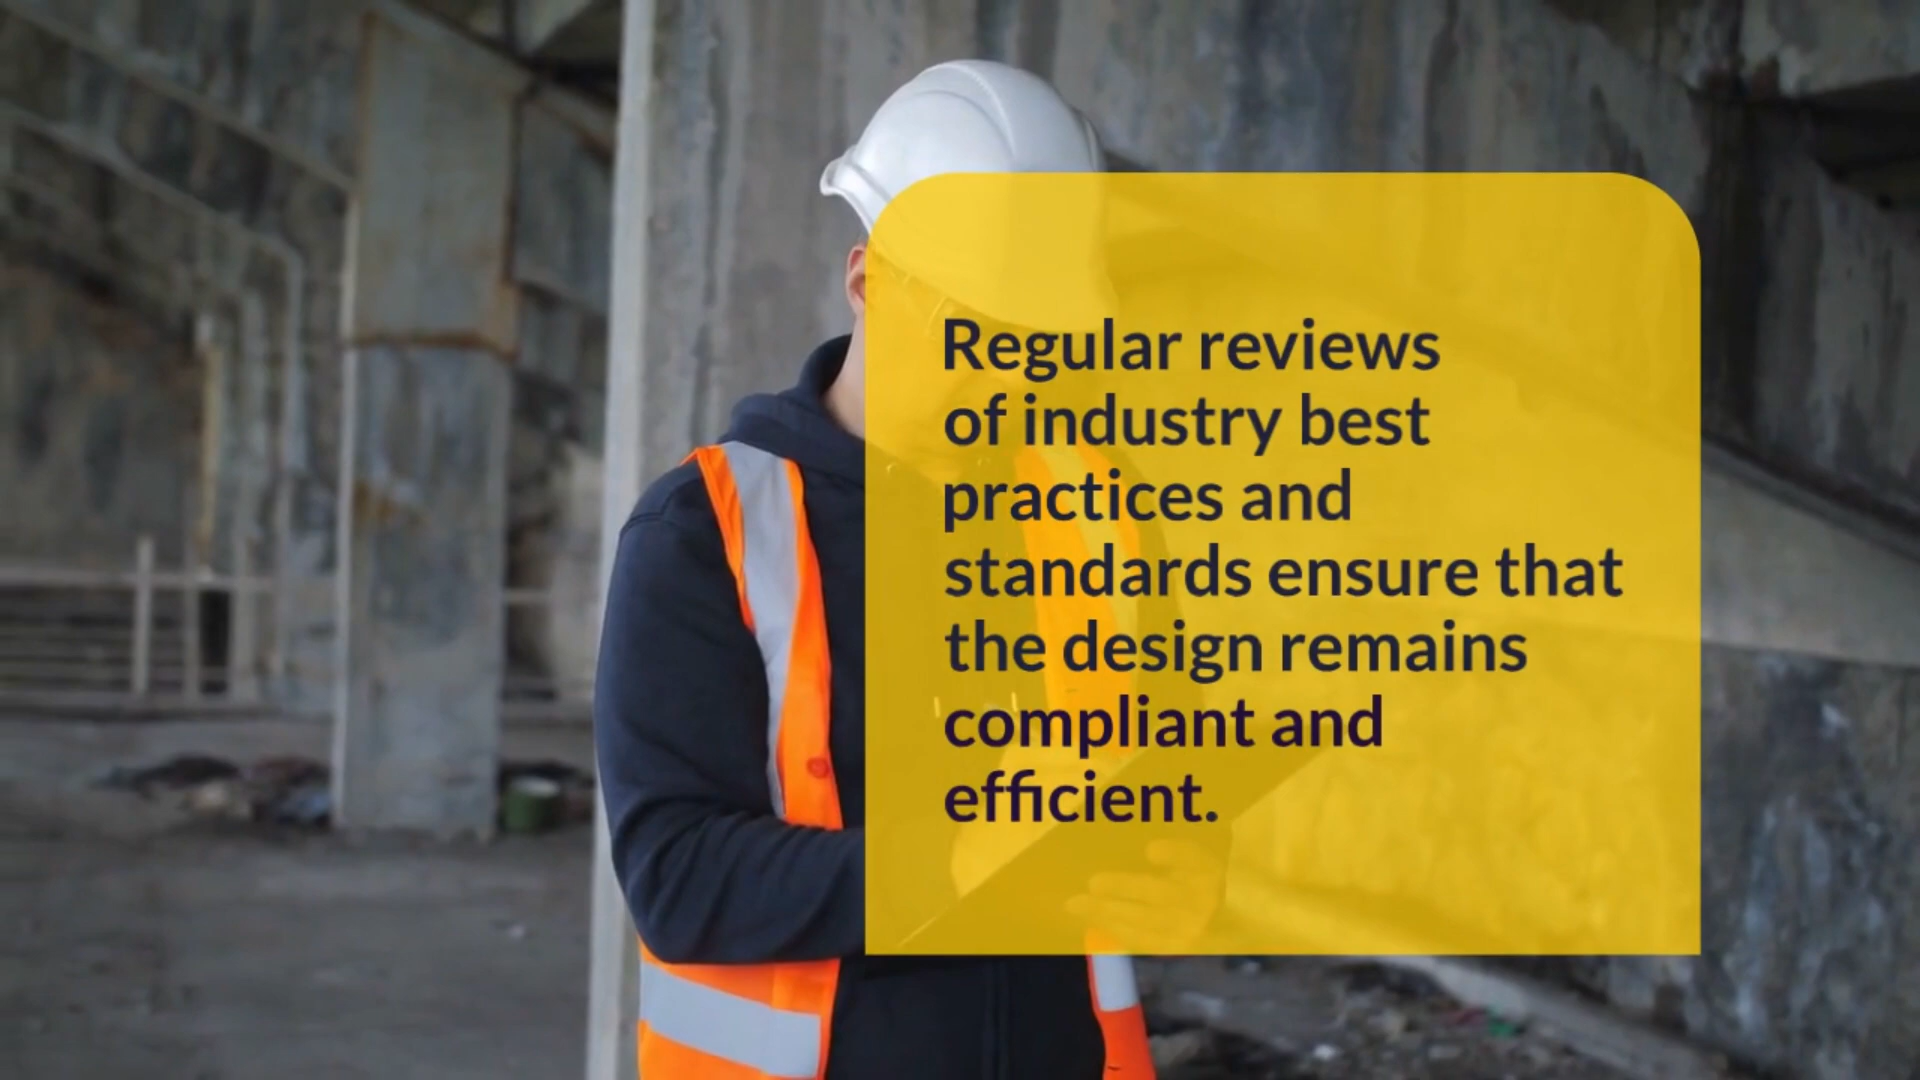 Regular reviews
of industry best
practices and
standards ensure that
the design remains
compliant and
efficient.